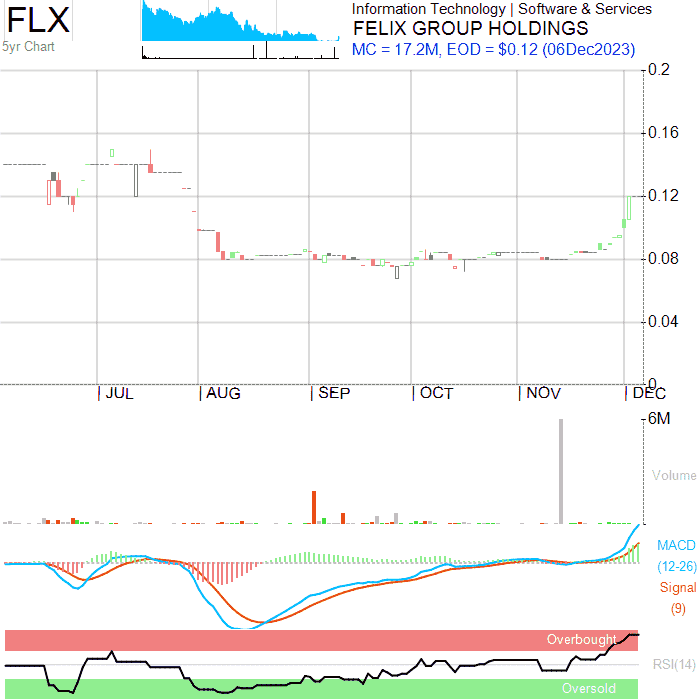 FLX
5yr Chart
Information Technology | Software & Services
FELIX GROUP HOLDINGS
MC = 17.2M, EOD = $0.12 (06Dec2023)
0.2
0.16
0.12
0.08
0.04
0
JUL AUG SEP OCT NOV DEC
6M
Volume
MACD
(12-26)
Signal
(9)
Overbought
RSI(14)
Oversold